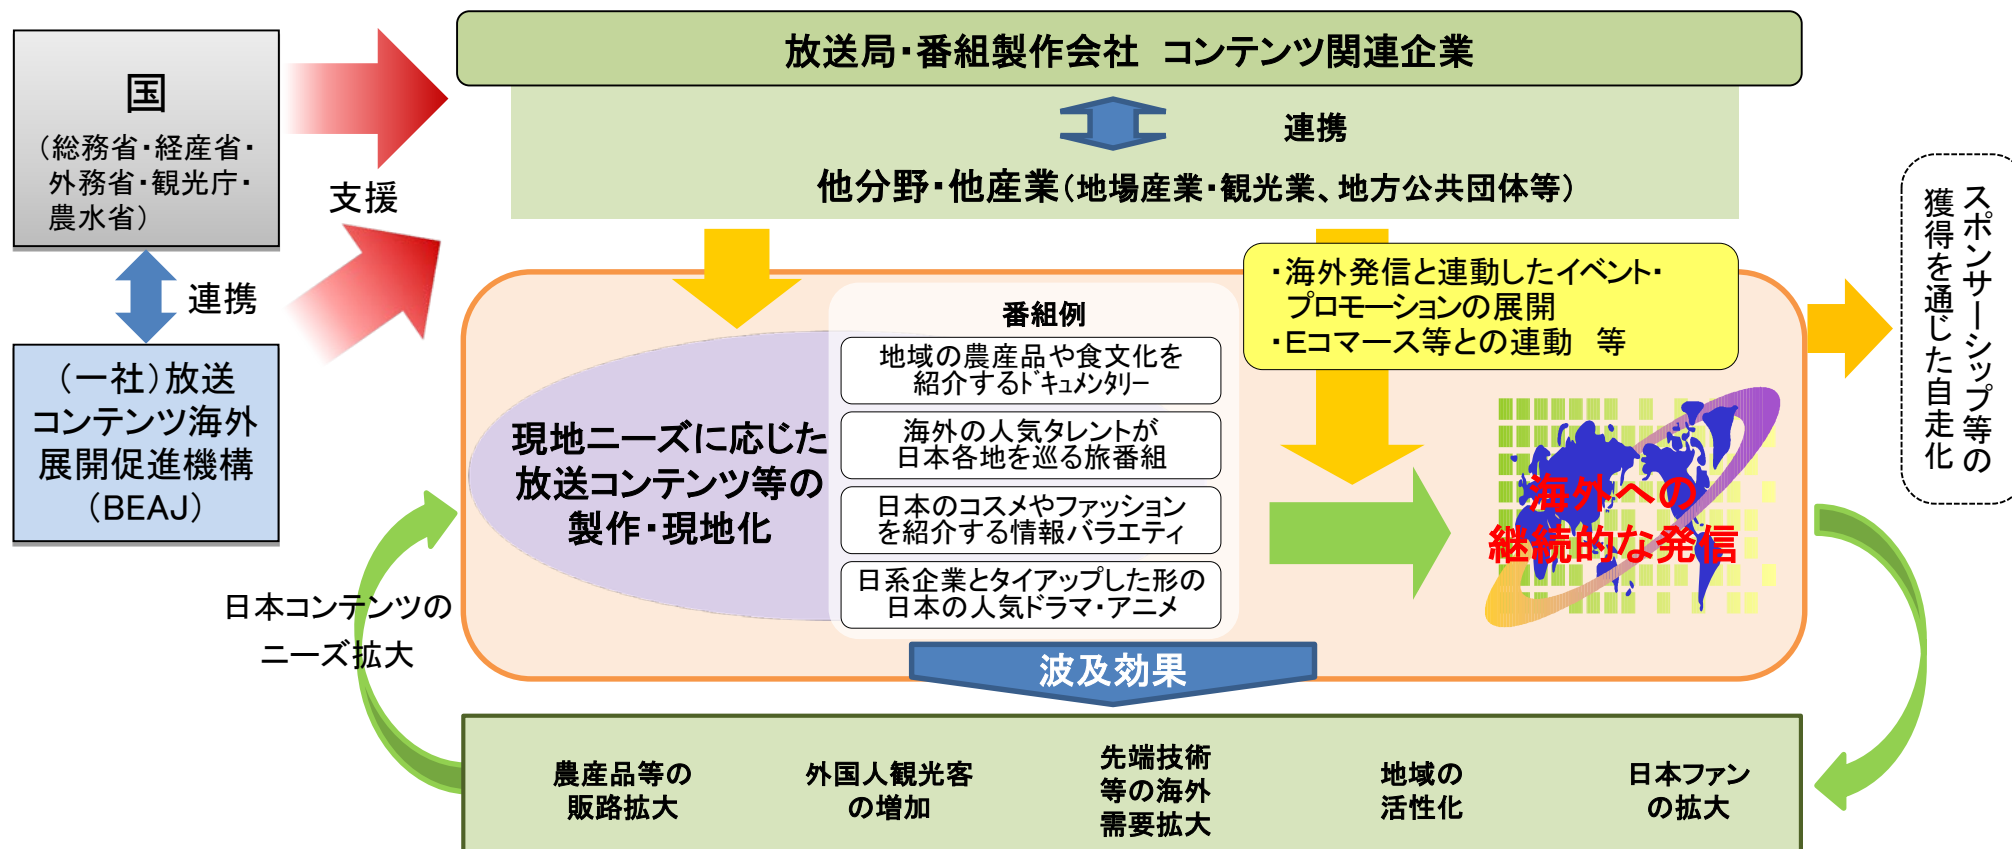 国
（総務省・経産省・
外務省・観光庁・
農水省）
連携
（一社）放送
コンテンツ海外
展開促進機構
（BEAJ）
支援
放送局・番組製作会社 コンテンツ関連企業
連携
他分野・他産業（地場産業・観光業、地方公共団体等）
・海外発信と連動したイベント・
プロモーションの展開
・Eコマース等との連動 等
スポンサーシップ等の
獲得を通じた自走化
現地ニーズに応じた
放送コンテンツ等の
製作・現地化
番組例
地域の農産品や食文化を
紹介するﾄﾞｷｭﾒﾝﾀﾘｰ
海外の人気タレントが
日本各地を巡る旅番組
日本のコスメやファッション
を紹介する情報バラエティ
日系企業とタイアップした形の
日本の人気ドラマ・アニメ
海外への
継続的な発信
日本コンテンツの
ニーズ拡大
波及効果
農産品等の
販路拡大
外国人観光客
の増加
先端技術
等の海外
需要拡大
地域の
活性化
日本ファン
の拡大